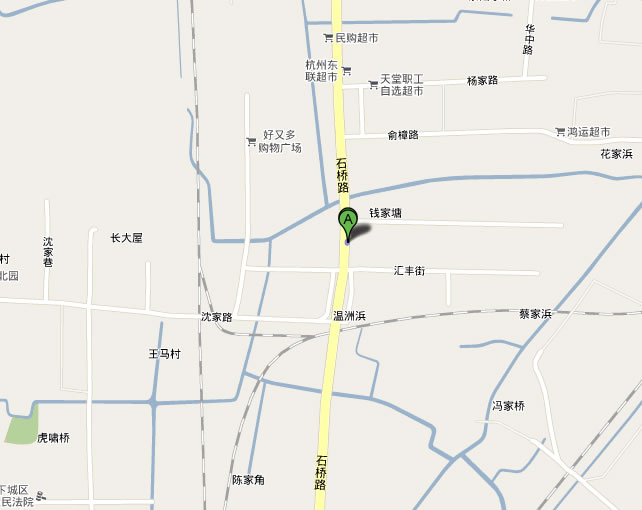 华中路
民购超市
杭州东
联超市
天堂职工
自选超市
杨家路
好又多
购物广场
俞樟路
鸿运超市
花家浜
石桥路
钱家塘
A
沈家巷
长大屋
村
北园
汇丰街
沈家路
温洲浜
蔡家浜
王马村
冯家桥
虎啸桥
石桥路
陈家角
下城区
民法院